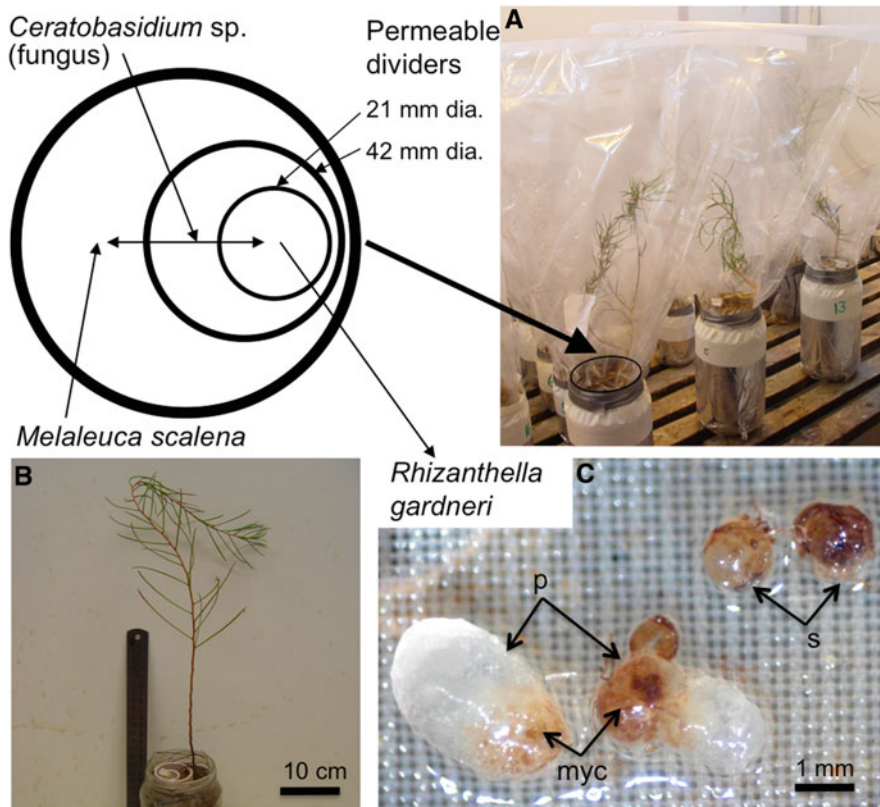 Ceratobasidium sp.
(fungus)
Permeable
dividers
21 mm dia.
42 mm dia.
Melaleuca scalena
Rhizanthella
gardneri
A
13
B
10 cm
C
p
s
myc
1 mm